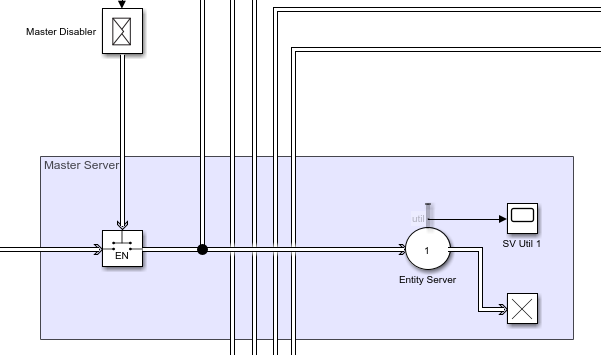 Master Disabler
Master Server
EN
util
1
SV Util 1
Entity Server